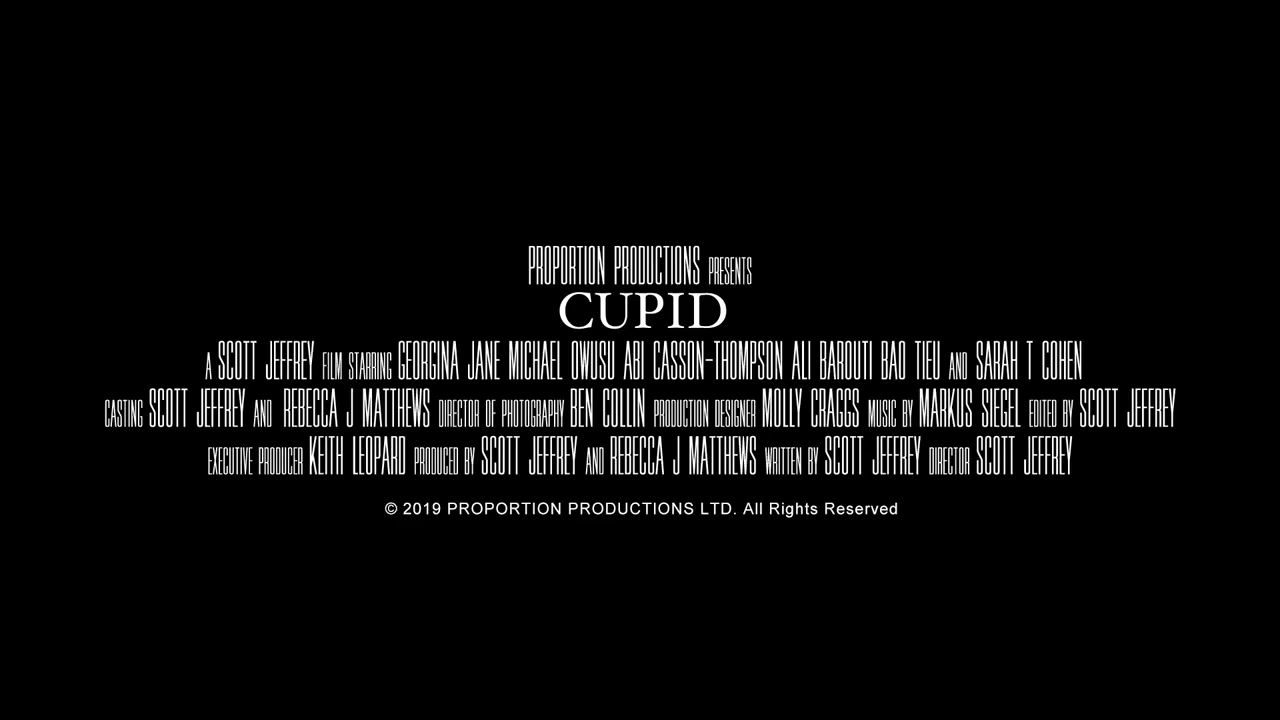 PROPORTION PRODUCTIONS PRESENTS
CUPID
A SCOTT JEFFREY FILM STARRING GEORGINA JANE MICHAEL OWUSU ABI CASSON-THOMPSON ALI BAROUTI BAO TIEU AND SARAH T COHEN
CASTING SCOTT JEFFREY AND REBECCA J MATTHEWS DIRECTOR OF PHOTOGRAPHY BEN COLLIN PRODUCTION DESIGNER MOLLY CRAGGS MUSIC BY MARKUS SIEGEL EDITED BY SCOTT JEFFREY
EXECUTIVE PRODUCER KEITH LEOPARD PRODUCED BY SCOTT JEFFREY AND REBECCA J MATTHEWS WRITTEN BY SCOTT JEFFREY DIRECTOR SCOTT JEFFREY
© 2019 PROPORTION PRODUCTIONS LTD. All Rights Reserved